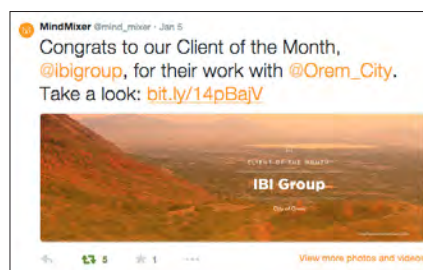 MindMixer @mind_mixer · Jan 5
Congrats to our Client of the Month,
@ibigroup, for their work with @Orem_City.
Take a look: bit.ly/14pBajV
CLIENT OF THE MONTH
IBI Group
City of Orem
5 1
View more photos and videos